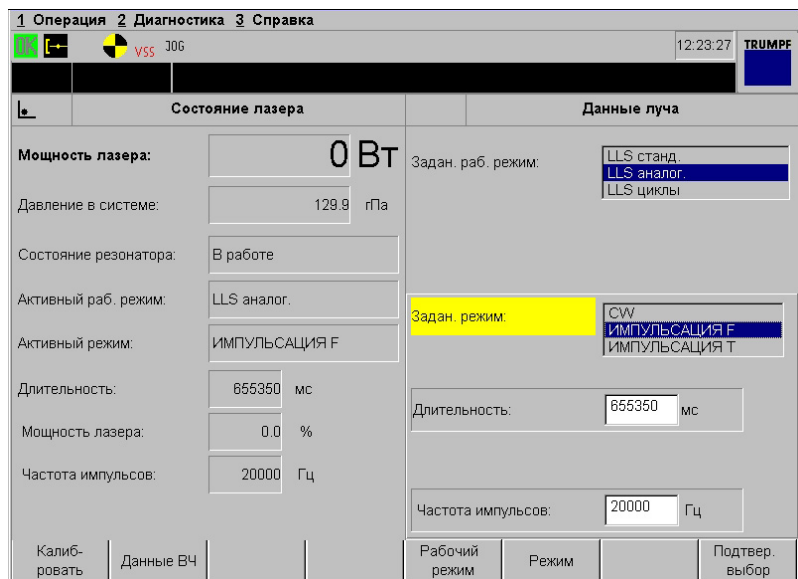 1 Операция 2 Диагностика 3 Справка
OK VSS JOG 12:23:27 TRUMPF
Состояние лазера
Данные луча
Мощность лазера: 0 Вт
Давление в системе: 129.9 гПа
Состояние резонатора: В работе
Активный раб. режим: LLS аналог.
Активный режим: ИМПУЛЬСАЦИЯ F
Длительность: 655350 мс
Мощность лазера: 0.0 %
Частота импульсов: 20000 Гц
Задан. раб. режим:
LLS станд.
LLS аналог.
LLS циклы
Задан. режим:
CW
ИМПУЛЬСАЦИЯ F
ИМПУЛЬСАЦИЯ T
Длительность: 655350 мс
Частота импульсов: 20000 Гц
Калиб-
ровать
Данные ВЧ
Рабочий
режим
Режим
Подтвер.
выбор